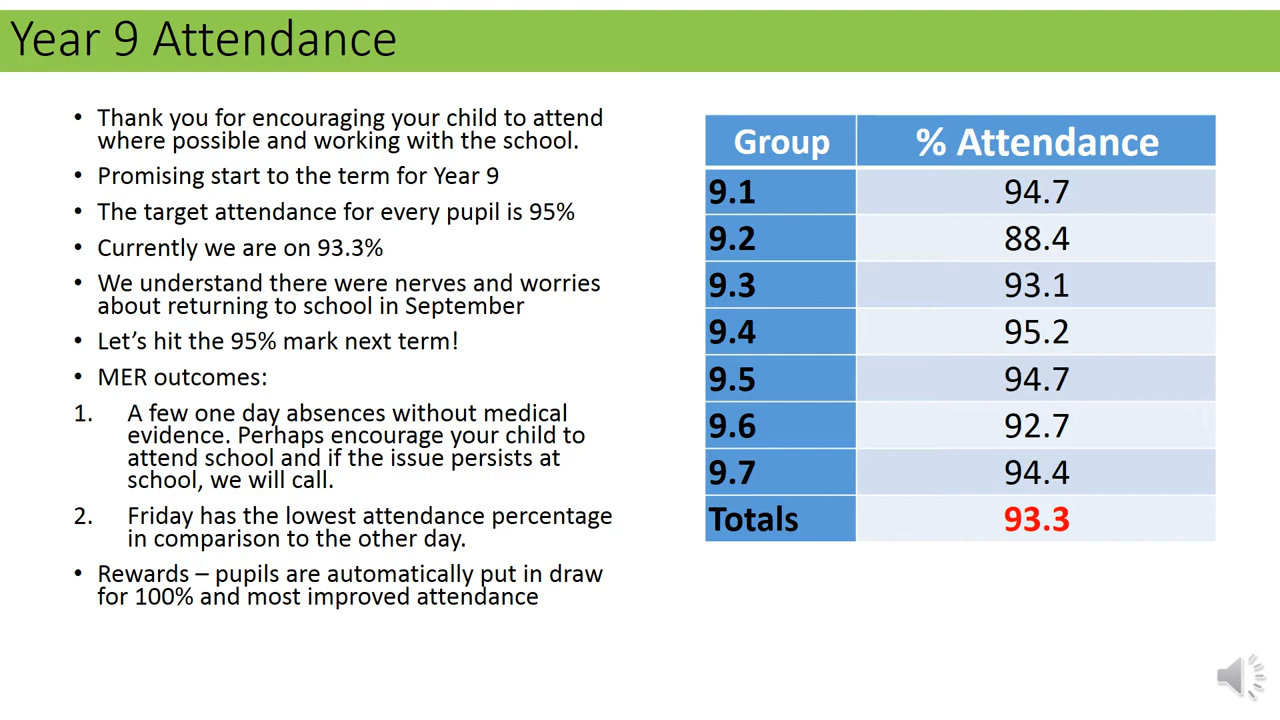 Year 9 Attendance
• Thank you for encouraging your child to attend
where possible and working with the school.
• Promising start to the term for Year 9
• The target attendance for every pupil is 95%
• Currently we are on 93.3%
• We understand there were nerves and worries
about returning to school in September
• Let’s hit the 95% mark next term!
• MER outcomes:
1. A few one day absences without medical
evidence. Perhaps encourage your child to
attend school and if the issue persists at
school, we will call.
2. Friday has the lowest attendance percentage
in comparison to the other day.
• Rewards – pupils are automatically put in draw
for 100% and most improved attendance
Group % Attendance
9.1 94.7
9.2 88.4
9.3 93.1
9.4 95.2
9.5 94.7
9.6 92.7
9.7 94.4
Totals 93.3